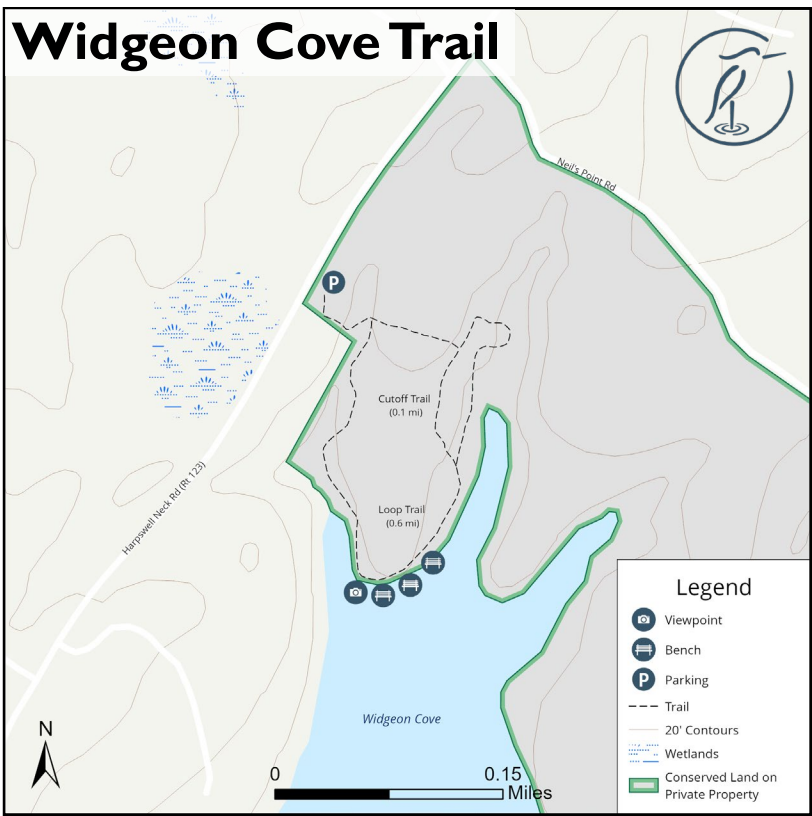 Widgeon Cove Trail
Neil's Point Rd
P
Cutoff Trail
(0.1 mi)
Harpswell Neck Rd (Rt 123)
Loop Trail
(0.6 mi)
Widgeon Cove
N
0 0.15
Miles
Legend
Viewpoint
Bench
P Parking
Trail
20' Contours
Wetlands
Conserved Land on
Private Property